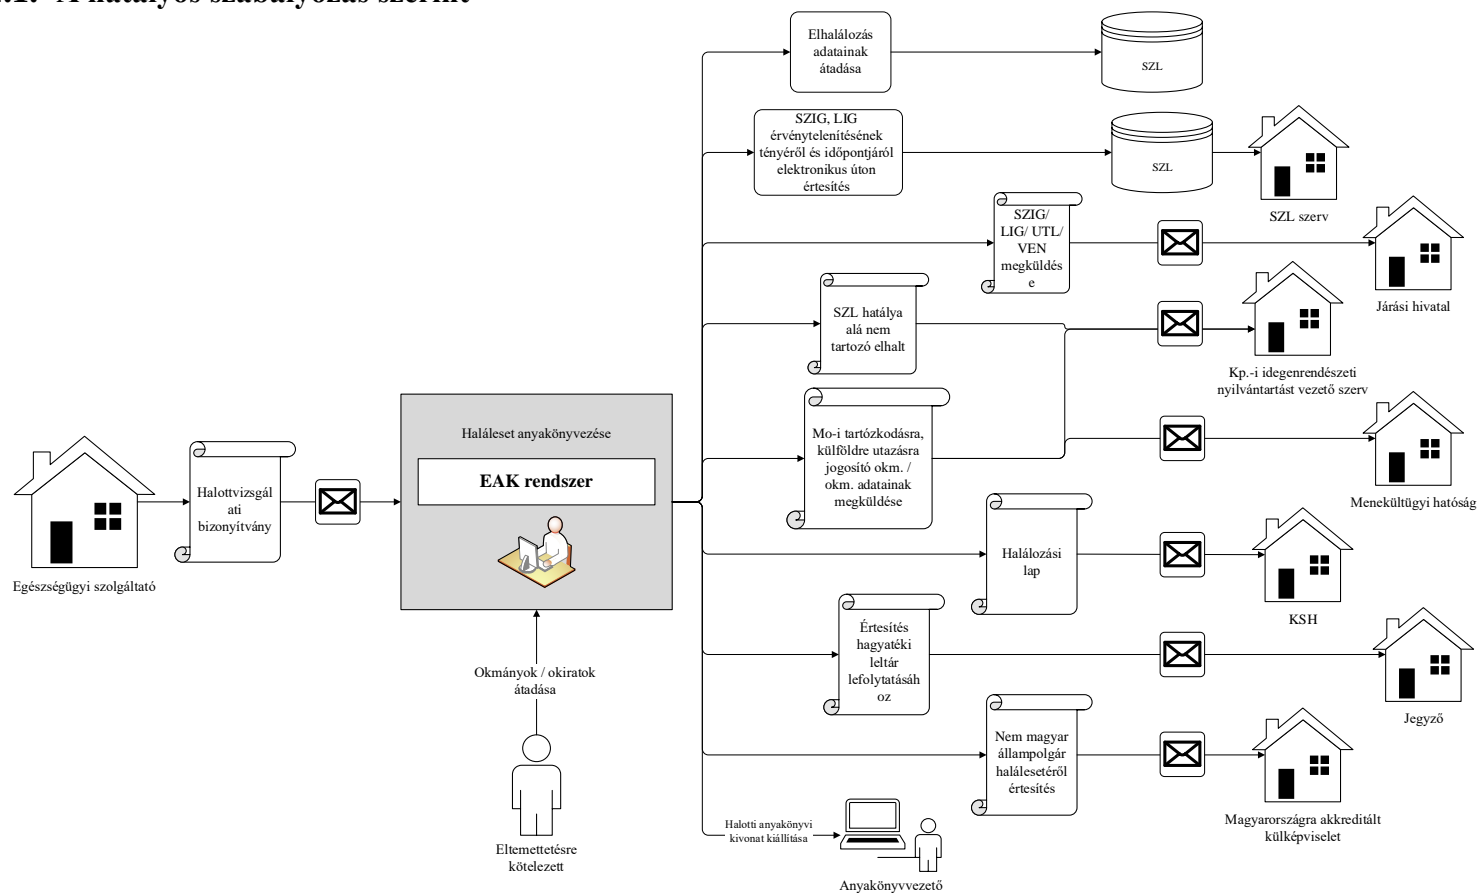 A hatályos szabályozás szerint
Elhalálozás
adatainak
átadása
SZL
SZIG, LIG
érvénytelenítésének
tényéről és időpontjáról
elektronikus úton
értesítés
SZL
SZL szerv
SZIG/
LIG/ UTL/
VEN
megküldés
e
Járási hivatal
SZL hatálya
alá nem
tartozó elhalt
Kp.-i idegenrendészeti
nyilvántartást vezető szerv
Haláleset anyakönyvezése
EAK rendszer
Mo-i tartózkodásra,
külföldre utazásra
jogosító okm. /
okm. adatainak
megküldése
Menekültügyi hatóság
Halottvizsgál
ati
bizonyítvány
Egészségügyi szolgáltató
Halálozási
lap
KSH
Értesítés
hagyatéki
leltár
lefolytatásáh
oz
Jegyző
Okmányok / okiratok
átadása
Nem magyar
állampolgár
halálesetéről
értesítés
Magyarországra akkreditált
külképviselet
Halotti anyakönyvi
kivonat kiállítása
Eltemettetésre
kötelezett
Anyakönyvvezető